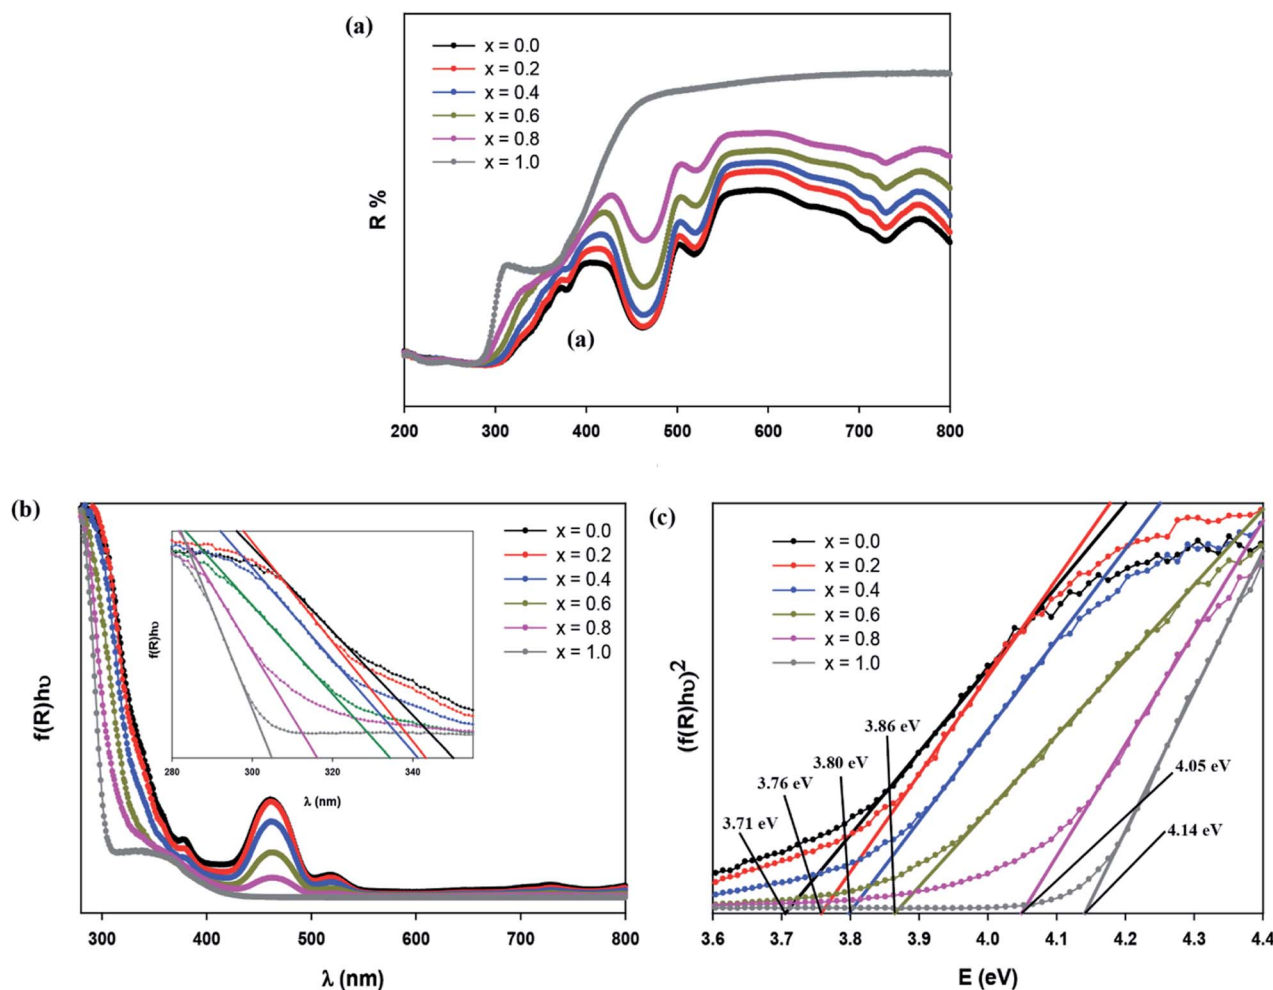 (a)
x = 0.0
x = 0.2
x = 0.4
x = 0.6
x = 0.8
x = 1.0
R %
(a)
200 300 400 500 600 700 800
(b)
x = 0.0
x = 0.2
x = 0.4
x = 0.6
x = 0.8
x = 1.0
f(R)hυ
f(R)hυ
280 300 320 340
λ (nm)
300 400 500 600 700 800
λ (nm)
(c)
x = 0.0
x = 0.2
x = 0.4
x = 0.6
x = 0.8
x = 1.0
(f(R)hυ)²
3.86 eV
3.80 eV
3.76 eV
3.71 eV
4.05 eV
4.14 eV
3.6 3.7 3.8 3.9 4.0 4.1 4.2 4.3 4.4
E (eV)